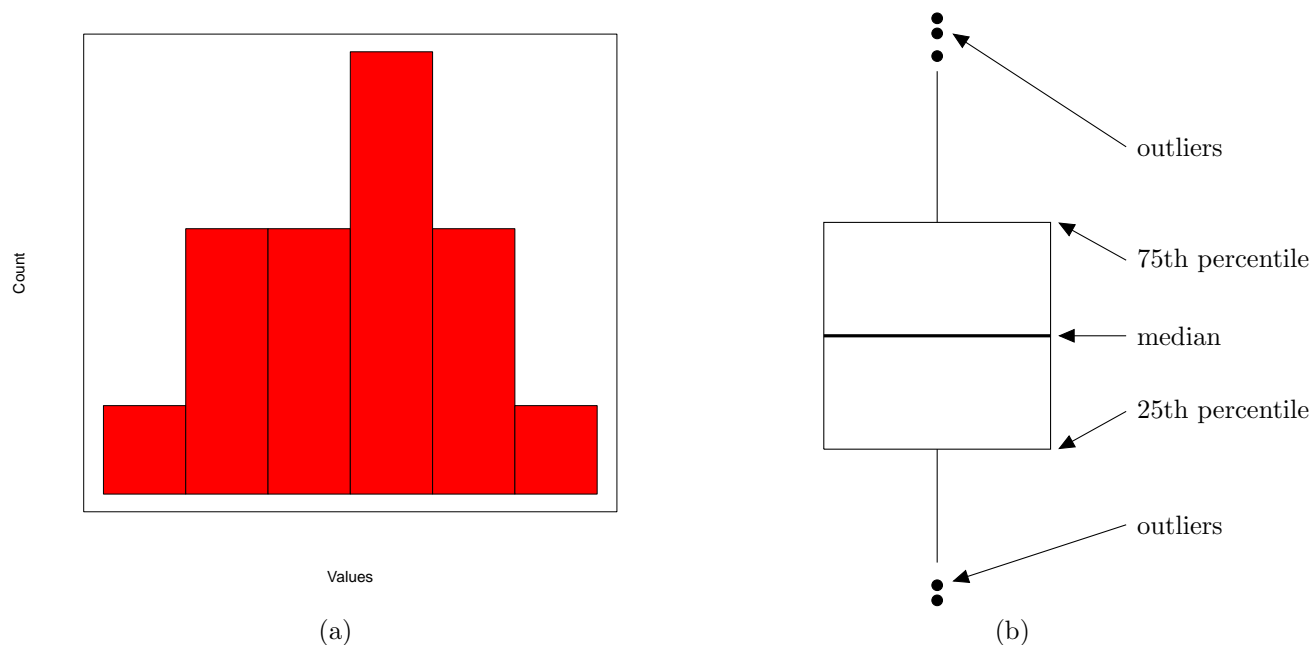 Count
Values
(a)
outliers
75th percentile
median
25th percentile
outliers
(b)